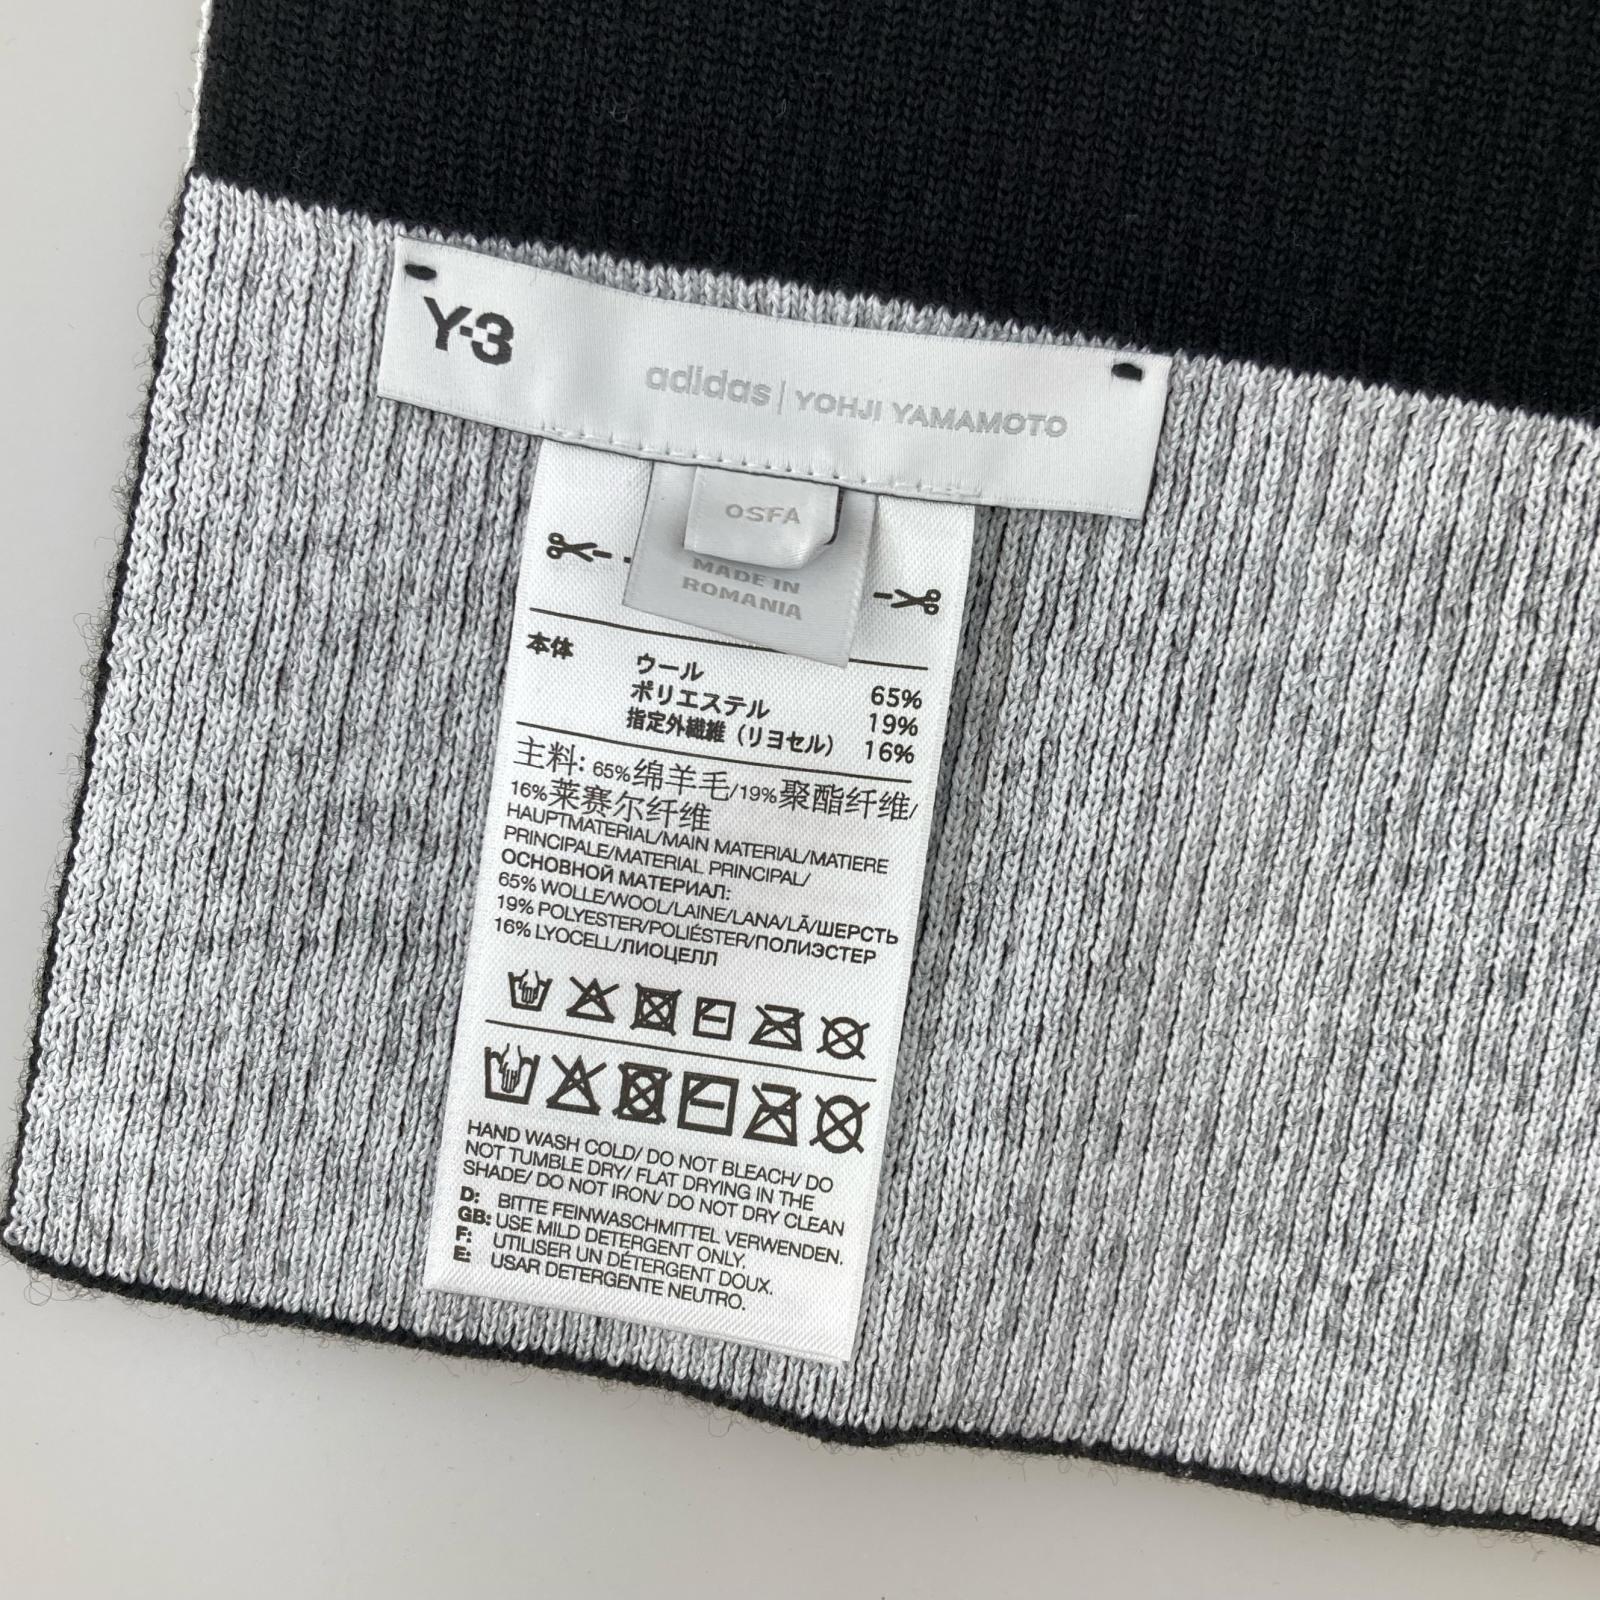 Y-3
adidas | YOHJI YAMAMOTO
OSFA
MADE IN
ROMANIA
本体 ウール 65%
ポリエステル 19%
指定外繊維（リヨセル） 16%
主料: 65%绵羊毛/19%聚酯纤维/
16%莱赛尔纤维
HAUPTMATERIAL/MAIN MATERIAL/MATIERE
PRINCIPALE/MATERIAL PRINCIPAL/
ОСНОВНОЙ МАТЕРИАЛ:
65% WOLLE/WOOL/LAINE/LANA/LÃ/ШЕРСТЬ
19% POLYESTER/POLIÉSTER/ПОЛИЭСТЕР
16% LYOCELL/ЛИОЦЕЛЛ
HAND WASH COLD/ DO NOT BLEACH/ DO
NOT TUMBLE DRY/ FLAT DRYING IN THE
SHADE/ DO NOT IRON/ DO NOT DRY CLEAN
D: BITTE FEINWASCHMITTEL VERWENDEN.
GB: USE MILD DETERGENT ONLY.
F: UTILISER UN DÉTERGENT DOUX.
E: USAR DETERGENTE NEUTRO.